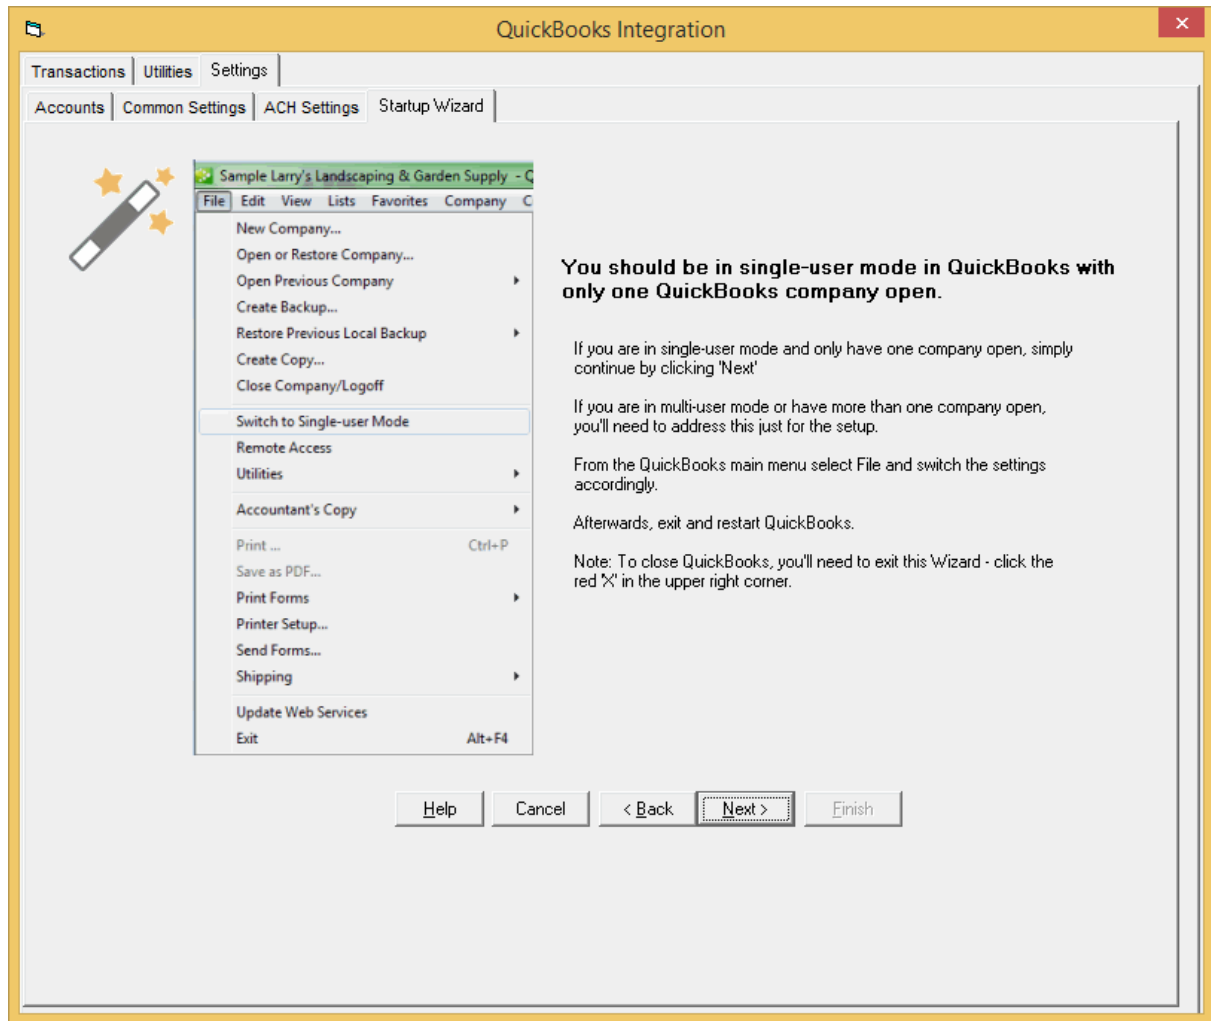 QuickBooks Integration
Transactions Utilities Settings
Accounts Common Settings ACH Settings Startup Wizard
Sample Larry's Landscaping & Garden Supply - Q
File Edit View Lists Favorites Company C
New Company...
Open or Restore Company...
Open Previous Company
Create Backup...
Restore Previous Local Backup
Create Copy...
Close Company/Logoff
Switch to Single-user Mode
Remote Access
Utilities
Accountant's Copy
Print ... Ctrl+P
Save as PDF...
Print Forms
Printer Setup...
Send Forms...
Shipping
Update Web Services
Exit Alt+F4
You should be in single-user mode in QuickBooks with
only one QuickBooks company open.
If you are in single-user mode and only have one company open, simply
continue by clicking 'Next'
If you are in multi-user mode or have more than one company open,
you'll need to address this just for the setup.
From the QuickBooks main menu select File and switch the settings
accordingly.
Afterwards, exit and restart QuickBooks.
Note: To close QuickBooks, you'll need to exit this Wizard - click the
red 'X' in the upper right corner.
Help Cancel < Back Next > Finish